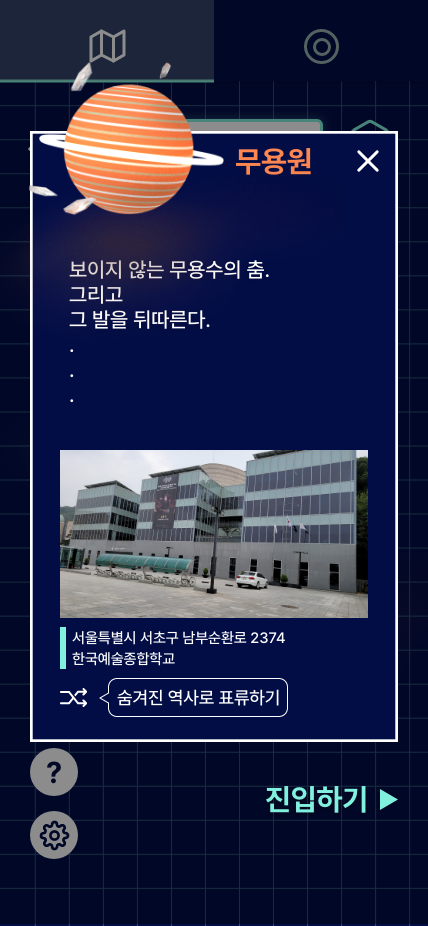 무용원
보이지 않는 무용수의 춤.
그리고
그 발을 뒤따른다.
.
.
.
서울특별시 서초구 남부순환로 2374
한국예술종합학교
숨겨진 역사로 표류하기
?
진입하기